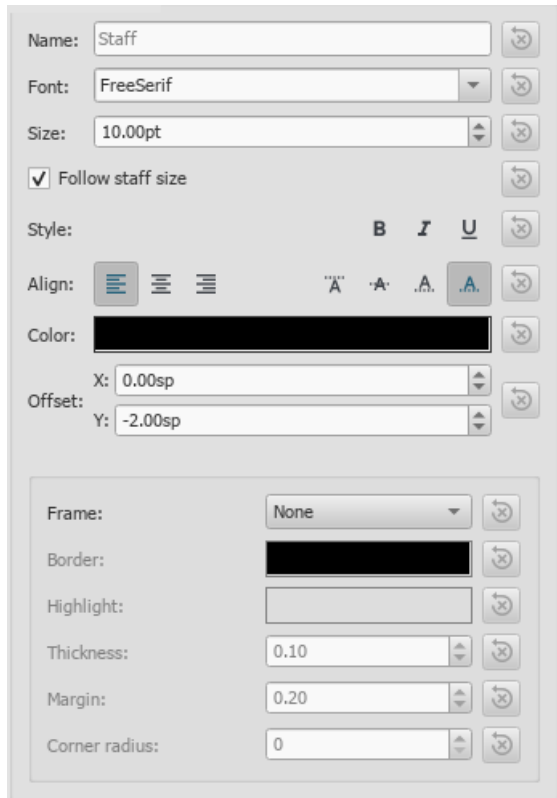 Name: Staff
Font: FreeSerif
Size: 10.00pt
Follow staff size
Style: B I U
Align: A A A A
Color:
Offset: X: 0.00sp
Y: -2.00sp
Frame: None
Border:
Highlight:
Thickness: 0.10
Margin: 0.20
Corner radius: 0